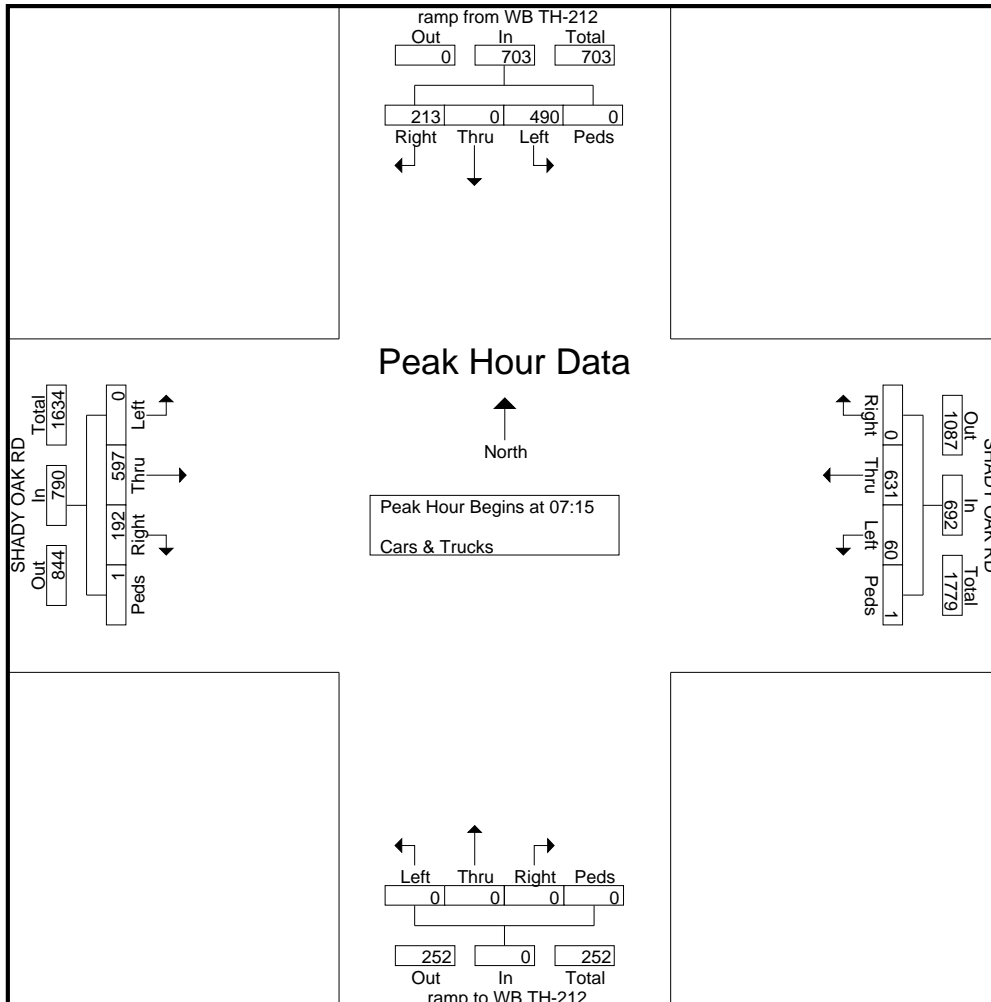 ramp from WB TH-212
Out In Total
0 703 703
213 0 490 0
Right Thru Left Peds
Peak Hour Data
North
Peak Hour Begins at 07:15
Cars & Trucks
SHADY OAK RD
Total In Out
1634 790 844
0 597 192 1
Left Thru Right Peds
SHADY OAK RD
Out In Total
1087 692 1779
0 631 60 1
Right Thru Left Peds
Left Thru Right Peds
0 0 0 0
252 0 252
Out In Total
ramp to WB TH-212